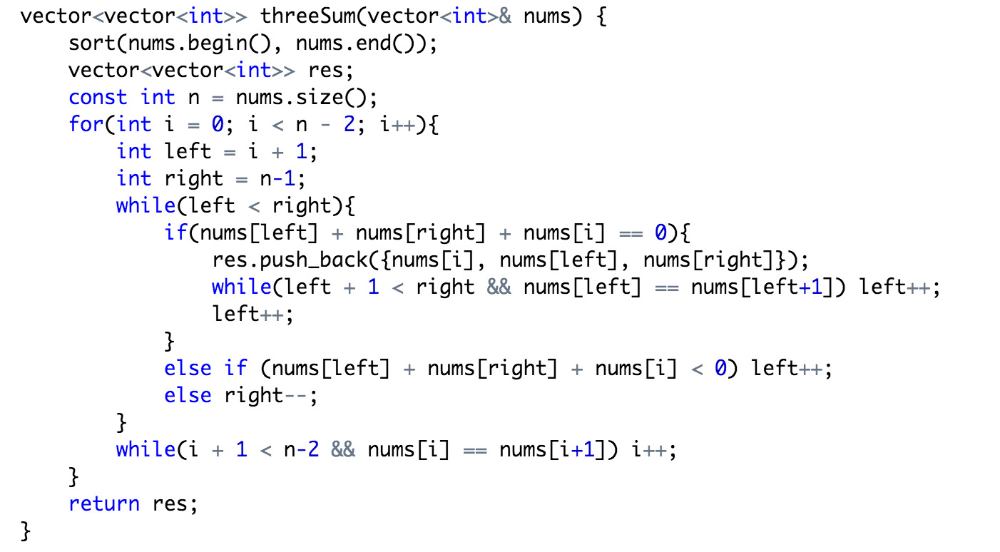 vector<vector<int>> threeSum(vector<int>& nums) {
    sort(nums.begin(), nums.end());
    vector<vector<int>> res;
    const int n = nums.size();
    for(int i = 0; i < n - 2; i++){
        int left = i + 1;
        int right = n-1;
        while(left < right){
            if(nums[left] + nums[right] + nums[i] == 0){
                res.push_back({nums[i], nums[left], nums[right]});
                while(left + 1 < right && nums[left] == nums[left+1]) left++;
                left++;
            }
            else if (nums[left] + nums[right] + nums[i] < 0) left++;
            else right--;
        }
        while(i + 1 < n-2 && nums[i] == nums[i+1]) i++;
    }
    return res;
}